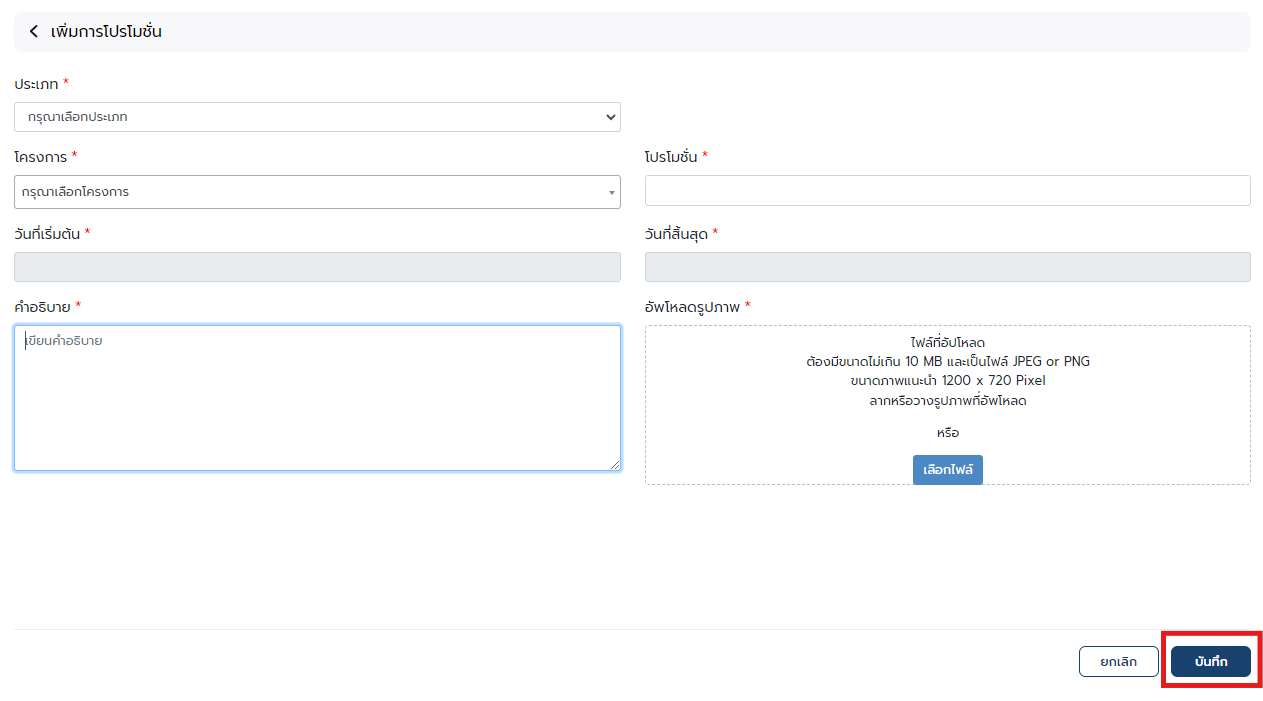 เพิ่มการโปรโมชั่น
ประเภท *
กรุณาเลือกประเภท
โครงการ *
กรุณาเลือกโครงการ
โปรโมชั่น *
วันที่เริ่มต้น *
วันที่สิ้นสุด *
คำอธิบาย *
เขียนคำอธิบาย
อัพโหลดรูปภาพ *
ไฟล์ที่อัปโหลด
ต้องมีขนาดไม่เกิน 10 MB และเป็นไฟล์ JPEG or PNG
ขนาดภาพแนะนำ 1200 x 720 Pixel
ลากหรือวางรูปภาพที่อัพโหลด
หรือ
เลือกไฟล์
ยกเลิก
บันทึก